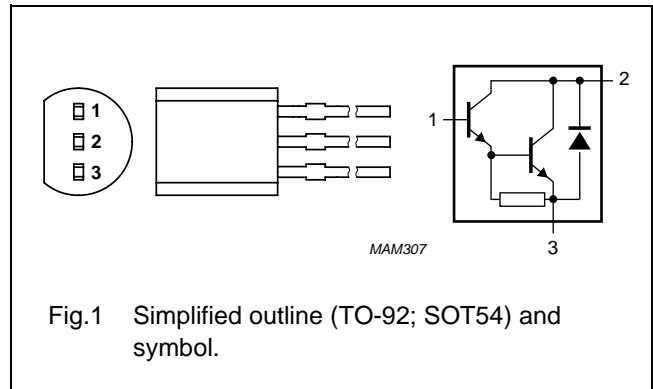 1
2
3
1
2
3
MAM307
Fig.1 Simplified outline (TO-92; SOT54) and
symbol.